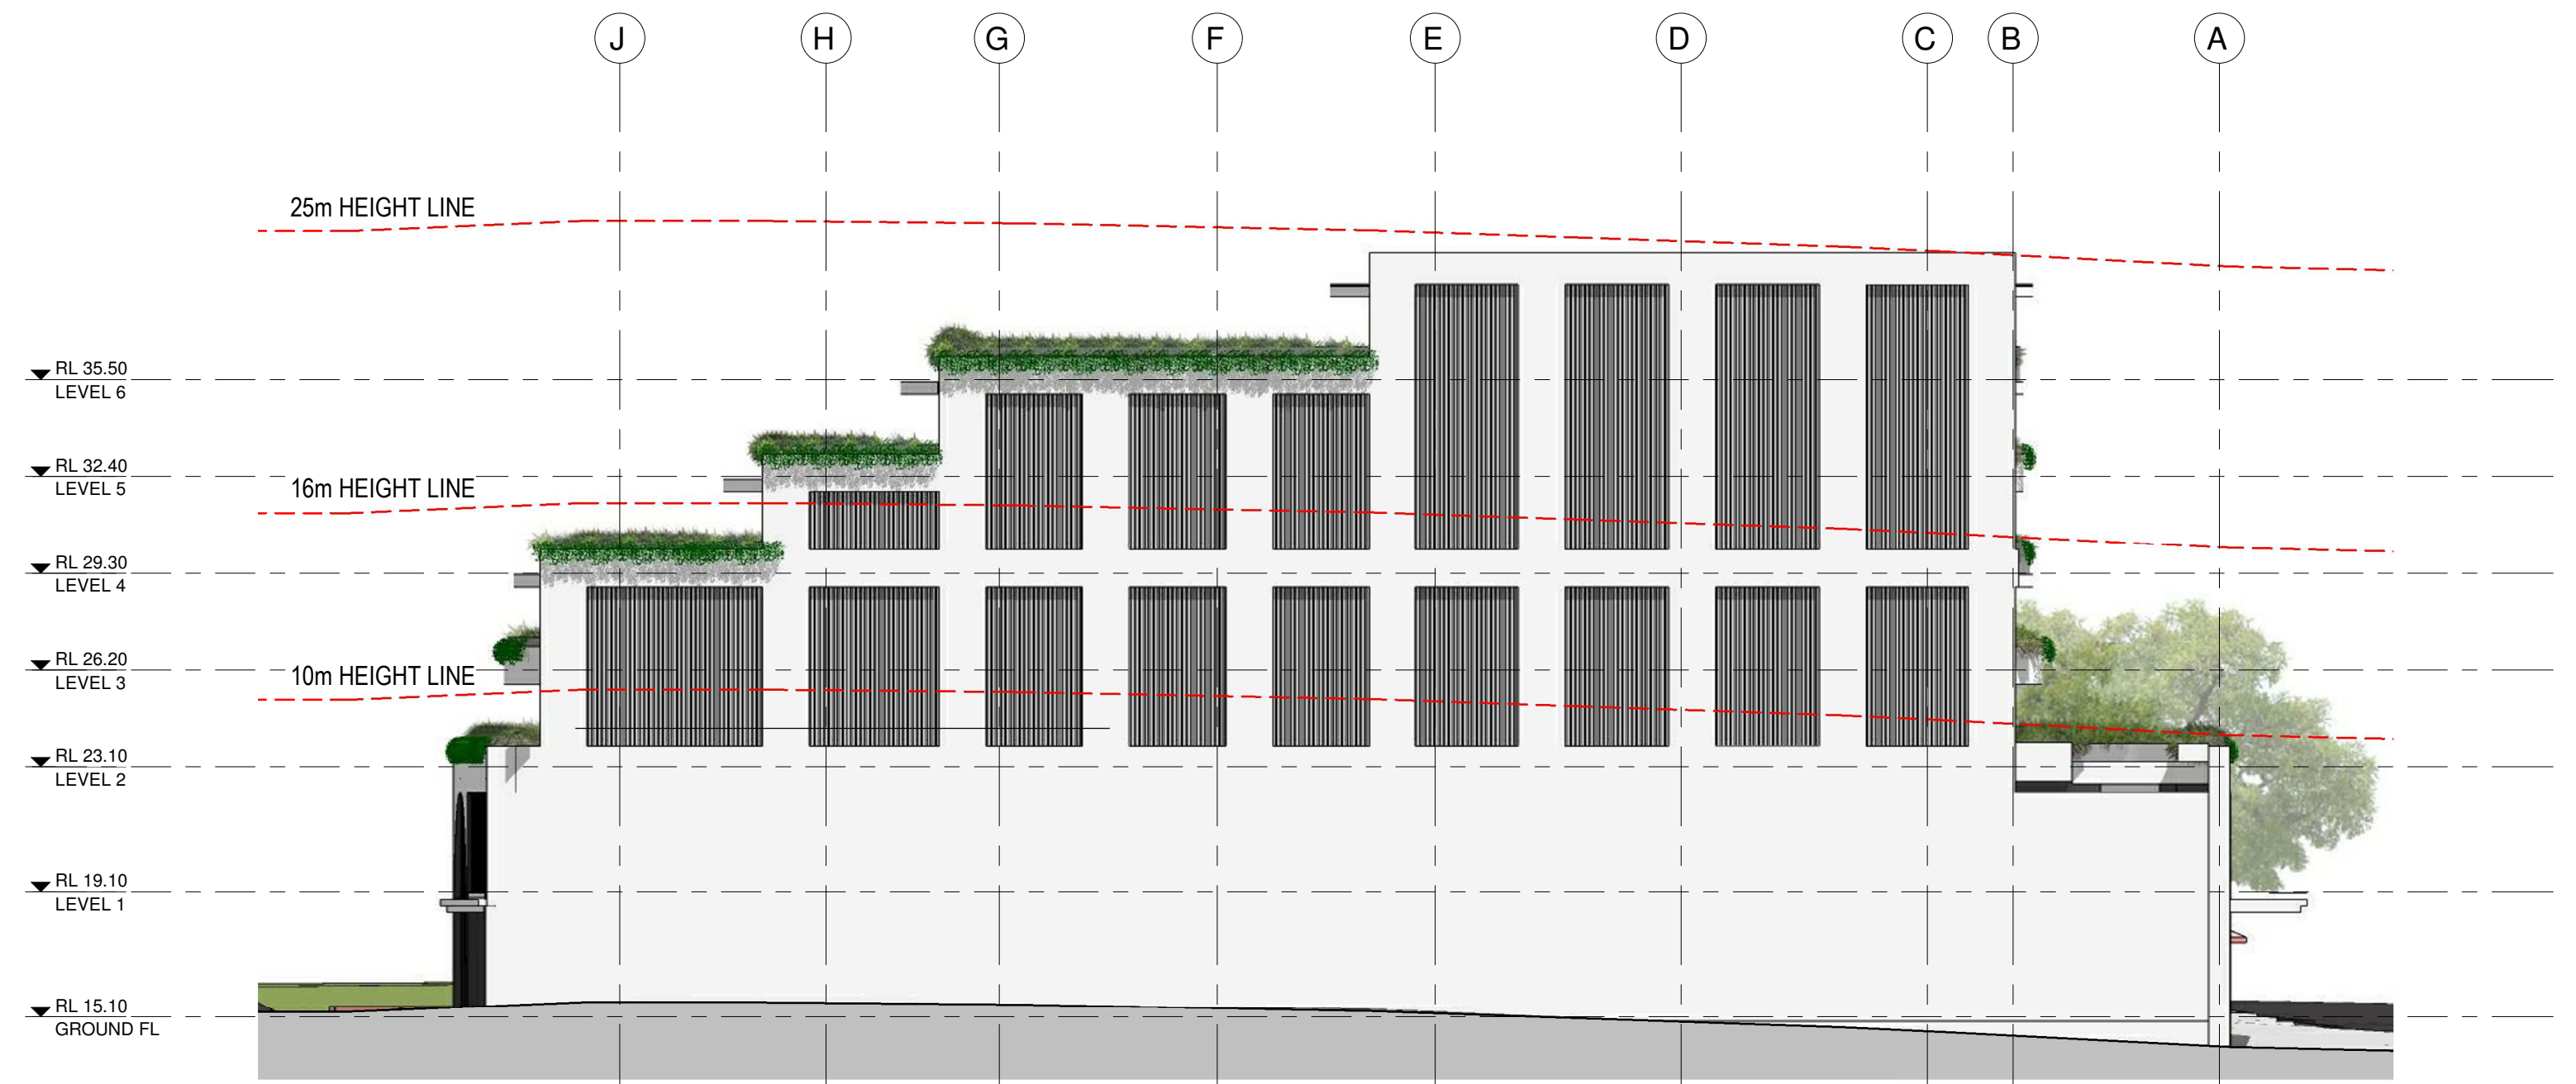 J H G F E D C B A
25m HEIGHT LINE
RL 35.50
LEVEL 6
RL 32.40
LEVEL 5
16m HEIGHT LINE
RL 29.30
LEVEL 4
RL 26.20
LEVEL 3
10m HEIGHT LINE
RL 23.10
LEVEL 2
RL 19.10
LEVEL 1
RL 15.10
GROUND FL